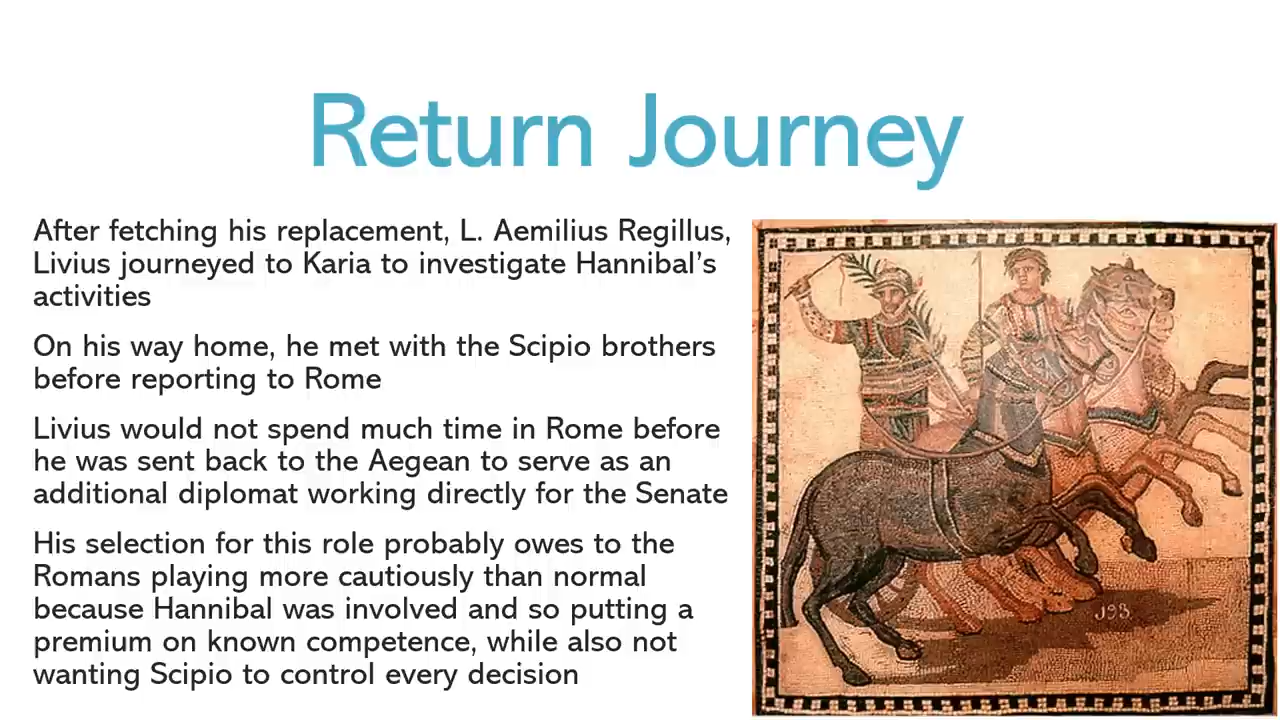 Return Journey
After fetching his replacement, L. Aemilius Regillus,
Livius journeyed to Karia to investigate Hannibal's
activities
On his way home, he met with the Scipio brothers
before reporting to Rome
Livius would not spend much time in Rome before
he was sent back to the Aegean to serve as an
additional diplomat working directly for the Senate
His selection for this role probably owes to the
Romans playing more cautiously than normal
because Hannibal was involved and so putting a
premium on known competence, while also not
wanting Scipio to control every decision